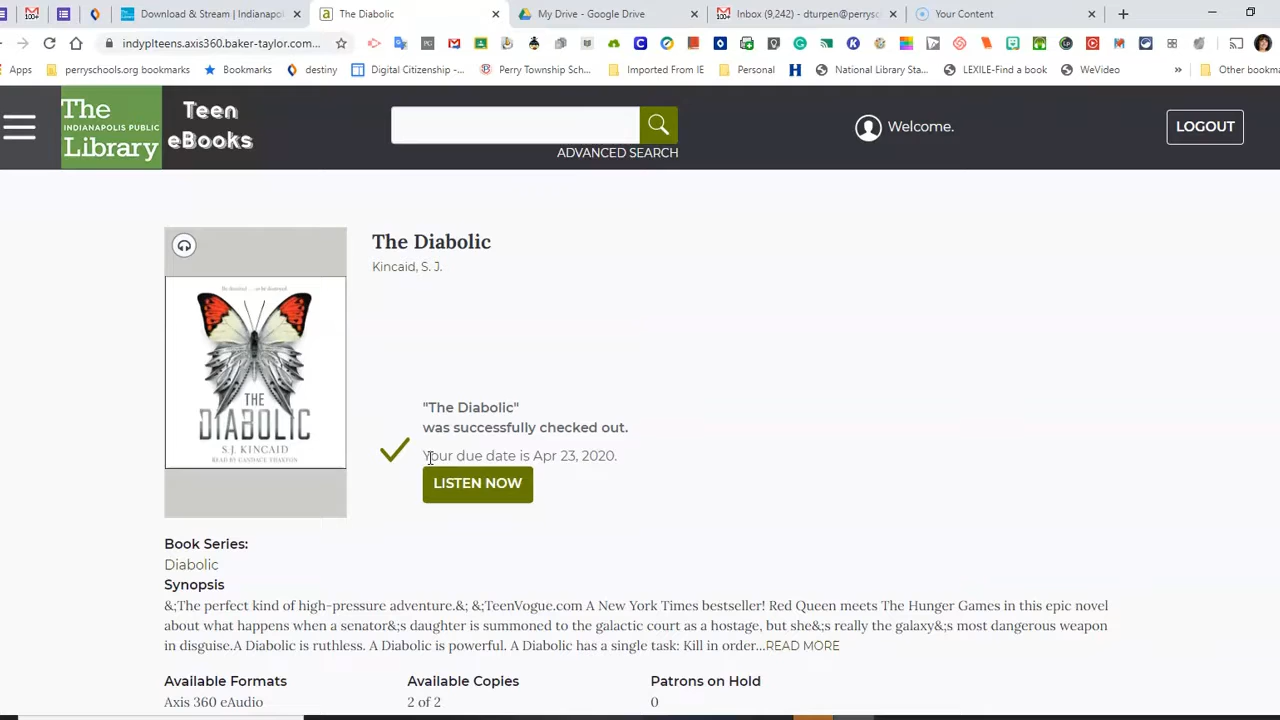 Download & Stream | Indianapol
The Diabolic
My Drive - Google Drive
Inbox (9,242) - dturpen@perrysc
Your Content
indyplteens.axis360.baker-taylor.com...
Apps
perryschools.org bookmarks
Bookmarks
destiny
Digital Citizenship -...
Perry Township Sch...
Imported From IE
Personal
National Library Sta...
LEXILE-Find a book
WeVideo
»
Other bookma
The
INDIANAPOLIS PUBLIC
Library
Teen
eBooks
ADVANCED SEARCH
Welcome.
LOGOUT
The Diabolic
Kincaid, S. J.
THE
DIABOLIC
S.J. KINCAID
READ BY CANDACE THAXTON
"The Diabolic"
was successfully checked out.
Your due date is Apr 23, 2020.
LISTEN NOW
Book Series:
Diabolic
Synopsis
&;The perfect kind of high-pressure adventure.&; &;TeenVogue.com A New York Times bestseller! Red Queen meets The Hunger Games in this epic novel
about what happens when a senator&;s daughter is summoned to the galactic court as a hostage, but she&;s really the galaxy&;s most dangerous weapon
in disguise.A Diabolic is ruthless. A Diabolic is powerful. A Diabolic has a single task: Kill in order...READ MORE
Available Formats
Available Copies
Patrons on Hold
Axis 360 eAudio
2 of 2
0